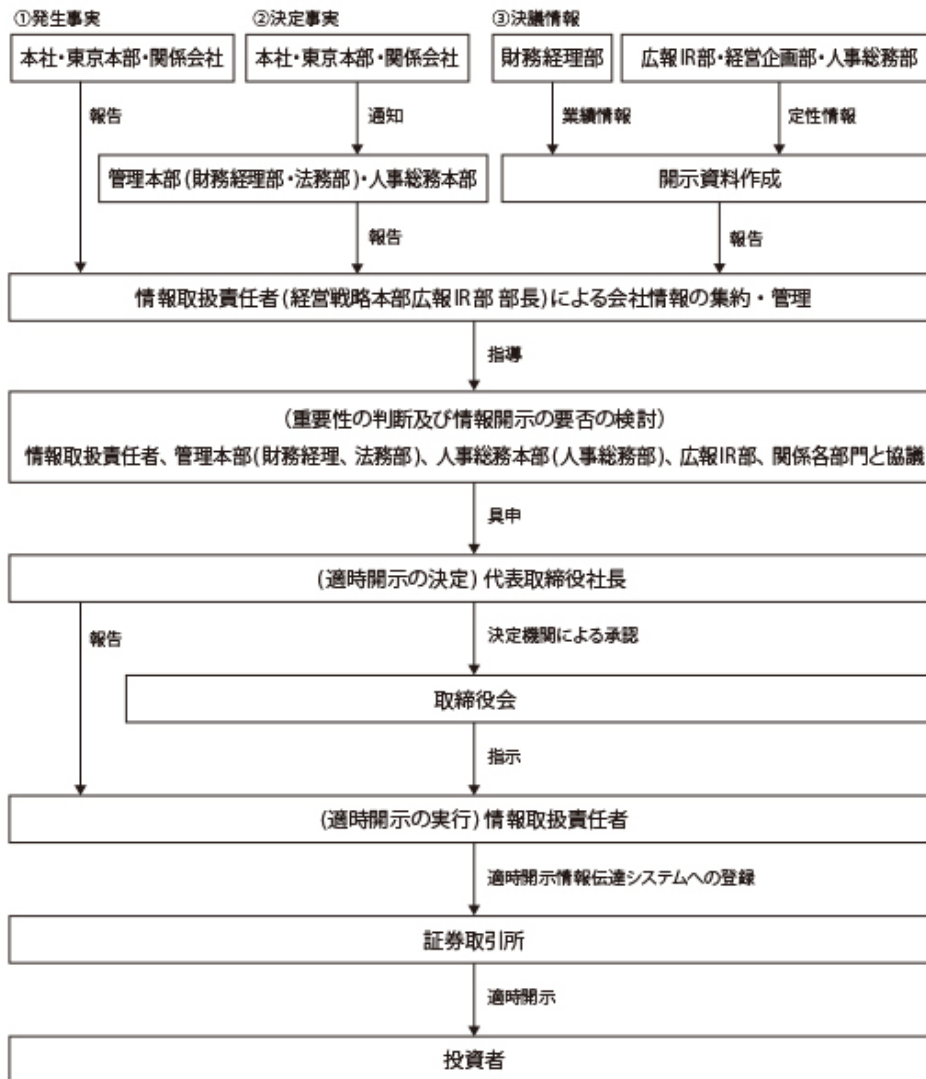 ①発生事実
②決定事実
③決議情報
本社・東京本部・関係会社
本社・東京本部・関係会社
財務経理部
広報IR部・経営企画部・人事総務部
報告
通知
業績情報
定性情報
管理本部(財務経理部・法務部)・人事総務本部
開示資料作成
報告
報告
情報取扱責任者(経営戦略本部広報IR部 部長)による会社情報の集約・管理
指導
(重要性の判断及び情報開示の要否の検討)
情報取扱責任者、管理本部(財務経理、法務部)、人事総務本部(人事総務部)、広報IR部、関係各部門と協議
具申
(適時開示の決定) 代表取締役社長
報告
決定機関による承認
取締役会
指示
(適時開示の実行) 情報取扱責任者
適時開示情報伝達システムへの登録
証券取引所
適時開示
投資者